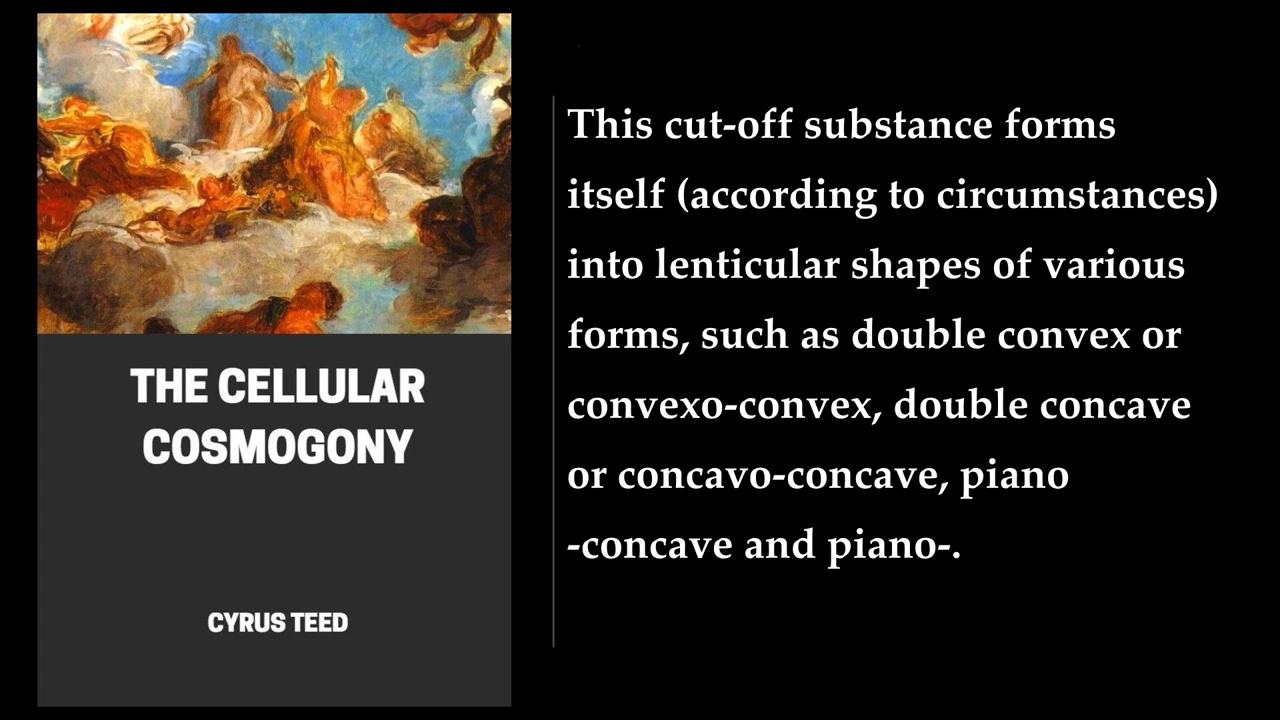 THE CELLULAR
COSMOGONY
CYRUS TEED
This cut-off substance forms
itself (according to circumstances)
into lenticular shapes of various
forms, such as double convex or
convexo-convex, double concave
or concavo-concave, piano
-concave and piano-.